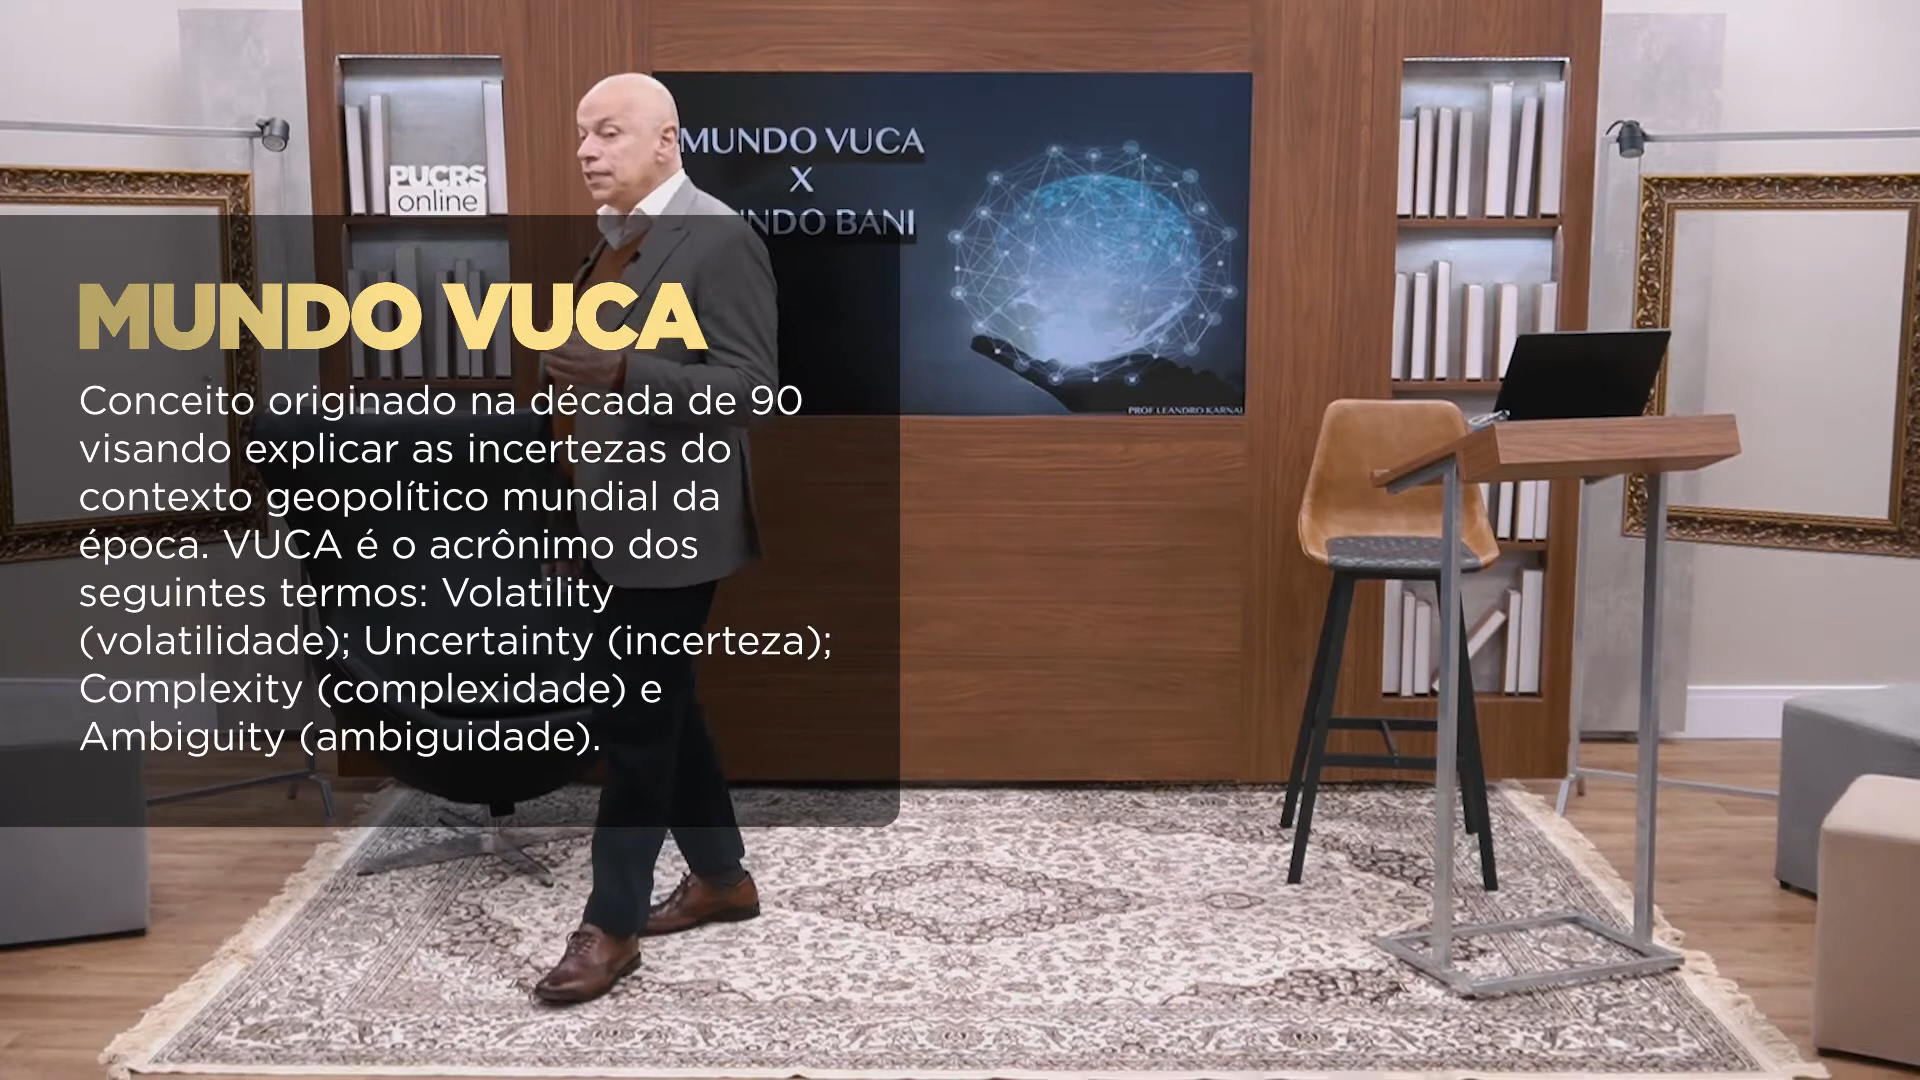 MUNDO VUCA
X
NDO BANI
PUCRS
online
PROF. LEANDRO KARNAL
MUNDO VUCA
Conceito originado na década de 90
visando explicar as incertezas do
contexto geopolítico mundial da
época. VUCA é o acrônimo dos
seguintes termos: Volatility
(volatilidade); Uncertainty (incerteza);
Complexity (complexidade) e
Ambiguity (ambiguidade).